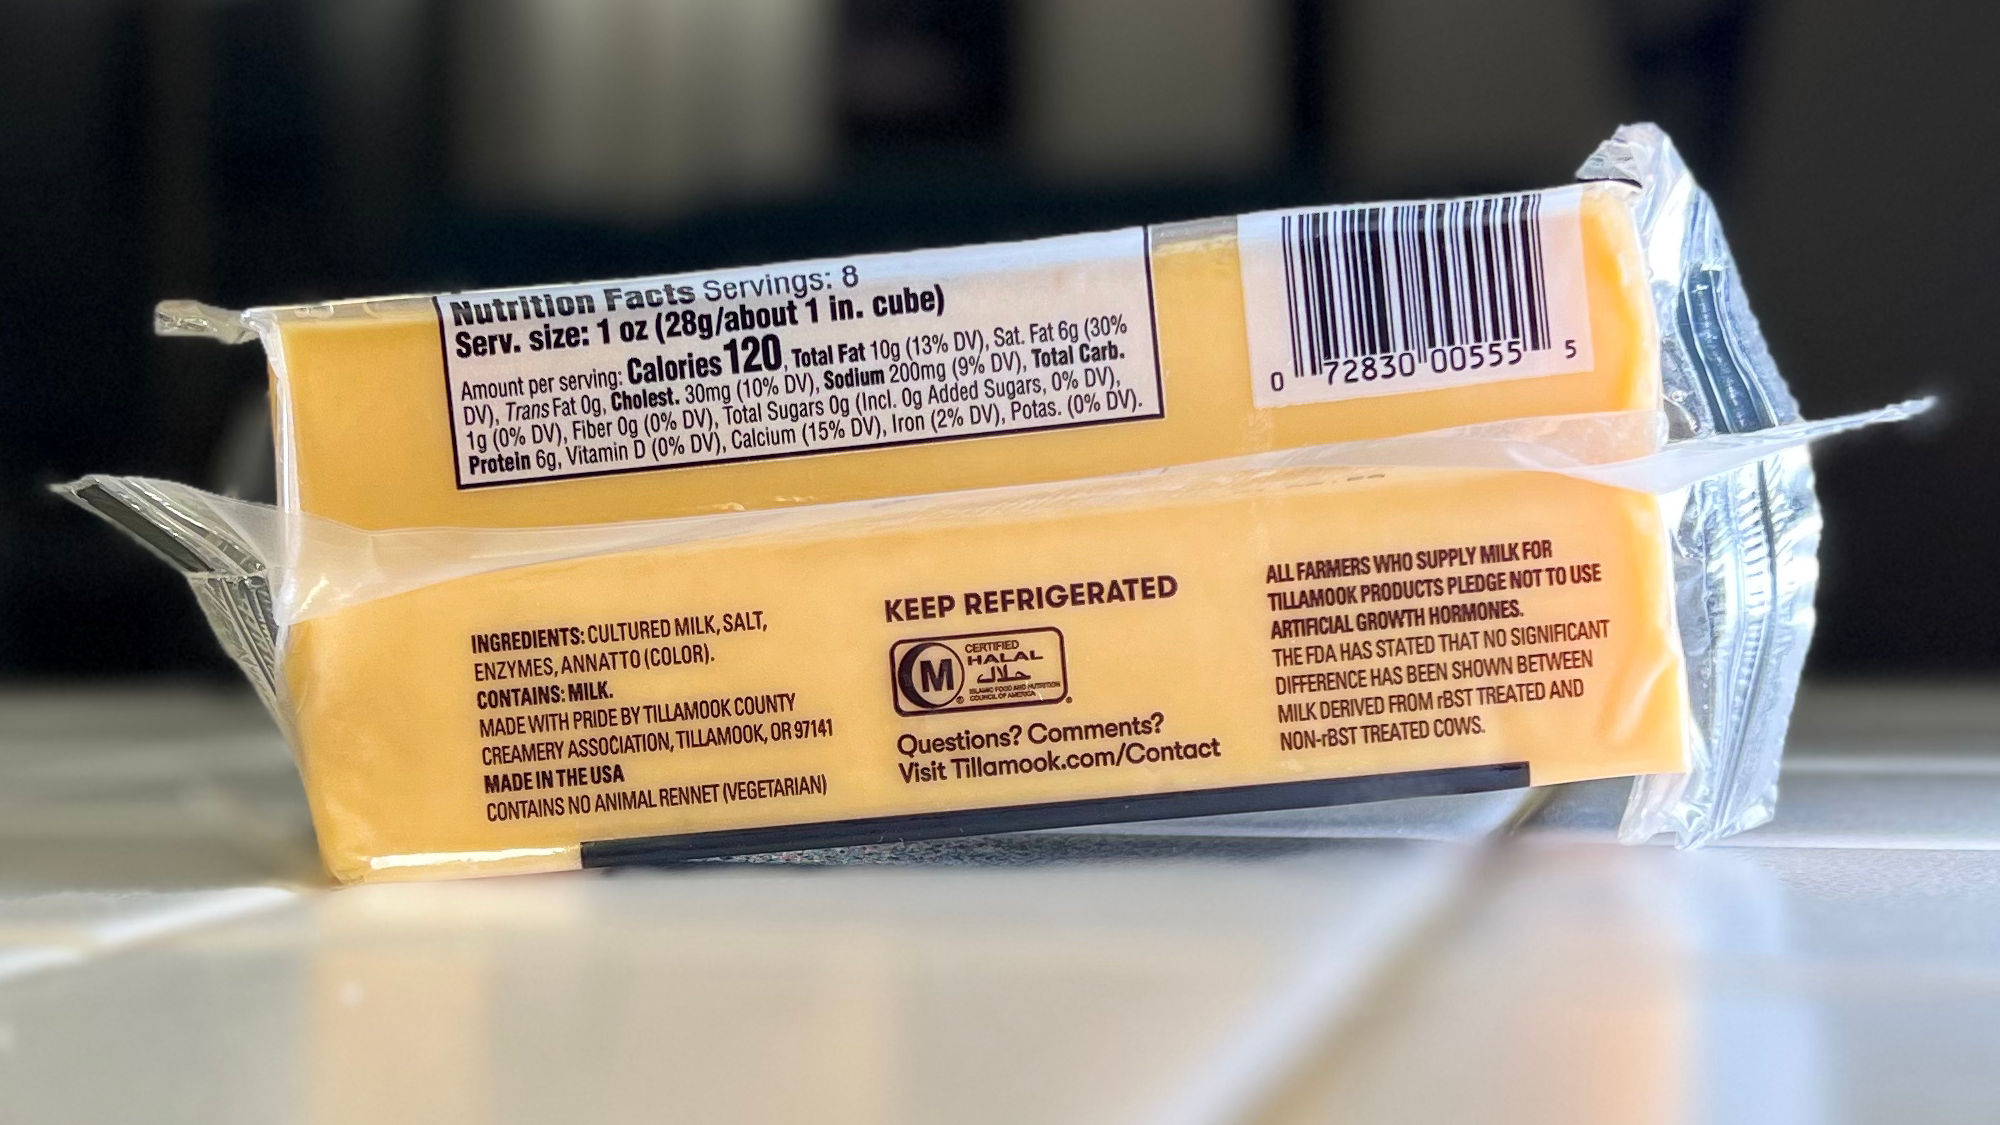 Nutrition Facts Servings: 8
Serv. size: 1 oz (28g/about 1 in. cube)
Amount per serving: Calories 120, Total Fat 10g (13% DV), Sat. Fat 6g (30%
DV), Trans Fat 0g, Cholest. 30mg (10% DV), Sodium 200mg (9% DV), Total Carb.
1g (0% DV), Fiber 0g (0% DV), Total Sugars 0g (Incl. 0g Added Sugars, 0% DV),
Protein 6g, Vitamin D (0% DV), Calcium (15% DV), Iron (2% DV), Potas. (0% DV).
0 72830 00555 5
INGREDIENTS: CULTURED MILK, SALT,
ENZYMES, ANNATTO (COLOR).
CONTAINS: MILK.
MADE WITH PRIDE BY TILLAMOOK COUNTY
CREAMERY ASSOCIATION, TILLAMOOK, OR 97141
MADE IN THE USA
CONTAINS NO ANIMAL RENNET (VEGETARIAN)
KEEP REFRIGERATED
M
®
CERTIFIED
HALAL
حلال
ISLAMIC FOOD AND NUTRITION
COUNCIL OF AMERICA
®
Questions? Comments?
Visit Tillamook.com/Contact
ALL FARMERS WHO SUPPLY MILK FOR
TILLAMOOK PRODUCTS PLEDGE NOT TO USE
ARTIFICIAL GROWTH HORMONES.
THE FDA HAS STATED THAT NO SIGNIFICANT
DIFFERENCE HAS BEEN SHOWN BETWEEN
MILK DERIVED FROM rBST TREATED AND
NON-rBST TREATED COWS.